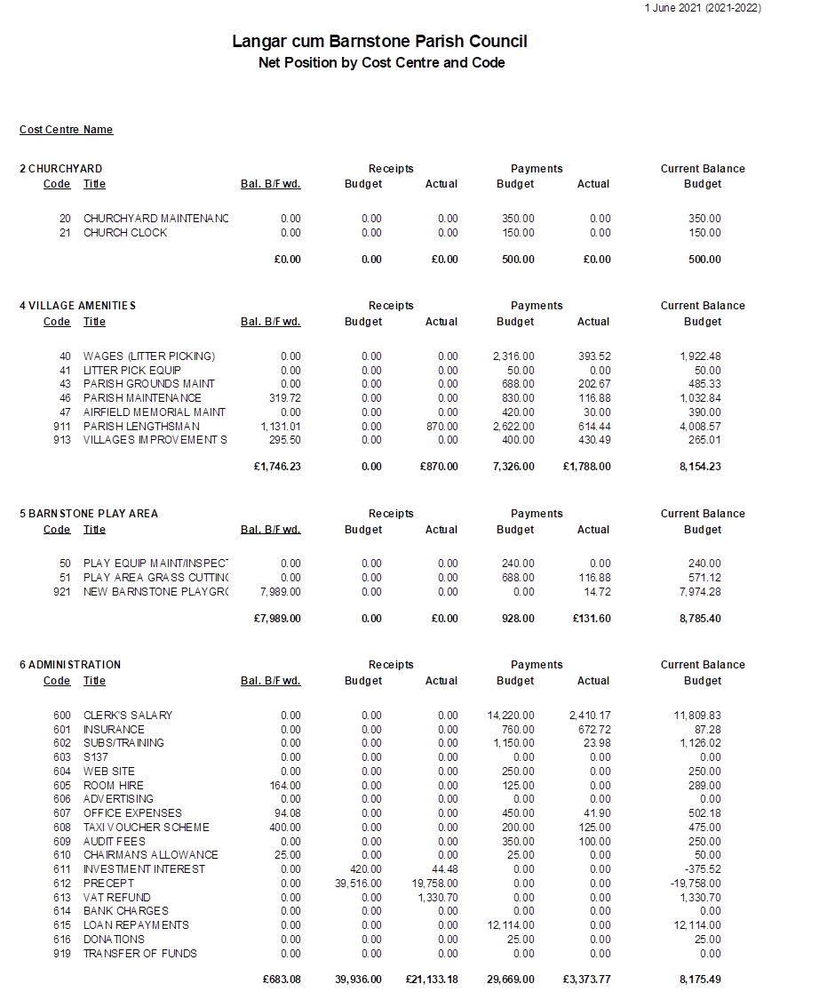 1 June 2021 (2021-2022)
Langar cum Barnstone Parish Council
Net Position by Cost Centre and Code
Cost Centre Name
2 CHURCHYARD Receipts Payments Current Balance
Code Title Bal. B/Fwd. Budget Actual Budget Actual Budget
20 CHURCHYARD MAINTENANC 0.00 0.00 0.00 350.00 0.00 350.00
21 CHURCH CLOCK 0.00 0.00 0.00 150.00 0.00 150.00
£0.00 0.00 £0.00 500.00 £0.00 500.00
4 VILLAGE AMENITIES Receipts Payments Current Balance
Code Title Bal. B/Fwd. Budget Actual Budget Actual Budget
40 WAGES (LITTER PICKING) 0.00 0.00 0.00 2,316.00 393.52 1,922.48
41 LITTER PICK EQUIP 0.00 0.00 0.00 50.00 0.00 50.00
43 PARISH GROUNDS MAINT 0.00 0.00 0.00 688.00 202.67 485.33
46 PARISH MAINTENANCE 319.72 0.00 0.00 830.00 116.88 1,032.84
47 AIRFIELD MEMORIAL MAINT 0.00 0.00 0.00 420.00 30.00 390.00
911 PARISH LENGTHSMAN 1,131.01 0.00 870.00 2,622.00 614.44 4,008.57
913 VILLAGES IMPROVEMENTS 295.50 0.00 0.00 400.00 430.49 265.01
£1,746.23 0.00 £870.00 7,326.00 £1,788.00 8,154.23
5 BARNSTONE PLAY AREA Receipts Payments Current Balance
Code Title Bal. B/Fwd. Budget Actual Budget Actual Budget
50 PLAY EQUIP MAINT/INSPECT 0.00 0.00 0.00 240.00 0.00 240.00
51 PLAY AREA GRASS CUTTING 0.00 0.00 0.00 688.00 116.88 571.12
921 NEW BARNSTONE PLAYGRO 7,989.00 0.00 0.00 0.00 14.72 7,974.28
£7,989.00 0.00 £0.00 928.00 £131.60 8,785.40
6 ADMINISTRATION Receipts Payments Current Balance
Code Title Bal. B/Fwd. Budget Actual Budget Actual Budget
600 CLERK'S SALARY 0.00 0.00 0.00 14,220.00 2,410.17 11,809.83
601 INSURANCE 0.00 0.00 0.00 760.00 672.72 87.28
602 SUBS/TRAINING 0.00 0.00 0.00 1,150.00 23.98 1,126.02
603 S137 0.00 0.00 0.00 0.00 0.00 0.00
604 WEB SITE 0.00 0.00 0.00 250.00 0.00 250.00
605 ROOM HIRE 164.00 0.00 0.00 125.00 0.00 289.00
606 ADVERTISING 0.00 0.00 0.00 0.00 0.00 0.00
607 OFFICE EXPENSES 94.08 0.00 0.00 450.00 41.90 502.18
608 TAXI VOUCHER SCHEME 400.00 0.00 0.00 200.00 125.00 475.00
609 AUDIT FEES 0.00 0.00 0.00 350.00 100.00 250.00
610 CHAIRMAN'S ALLOWANCE 25.00 0.00 0.00 25.00 0.00 50.00
611 INVESTMENT INTEREST 0.00 420.00 44.48 0.00 0.00 -375.52
612 PRECEPT 0.00 39,516.00 19,758.00 0.00 0.00 -19,758.00
613 VAT REFUND 0.00 0.00 1,330.70 0.00 0.00 1,330.70
614 BANK CHARGES 0.00 0.00 0.00 0.00 0.00 0.00
615 LOAN REPAYMENTS 0.00 0.00 0.00 12,114.00 0.00 12,114.00
616 DONATIONS 0.00 0.00 0.00 25.00 0.00 25.00
919 TRANSFER OF FUNDS 0.00 0.00 0.00 0.00 0.00 0.00
£683.08 39,936.00 £21,133.18 29,669.00 £3,373.77 8,175.49